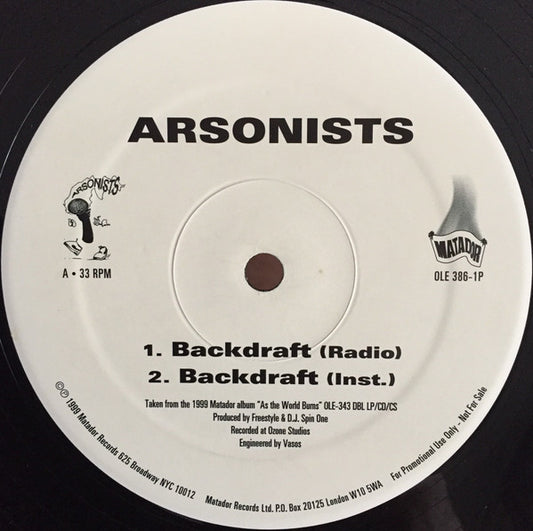 ARSONISTS
ARSONISTS
MATADOR
A • 33 RPM
OLE 386-1P
1. Backdraft (Radio)
2. Backdraft (Inst.)
Taken from the 1999 Matador album "As the World Burns" OLE-343 DBL LP/CD/CS
Produced by Freestyle & D.J. Spin One
Recorded at Ozone Studios
Engineered by Vasos
©℗ 1999 Matador Records 625 Broadway NYC 10012 Matador Records Ltd. P.O. Box 20125 London W10 5WA For Promotional Use Only - Not For Sale